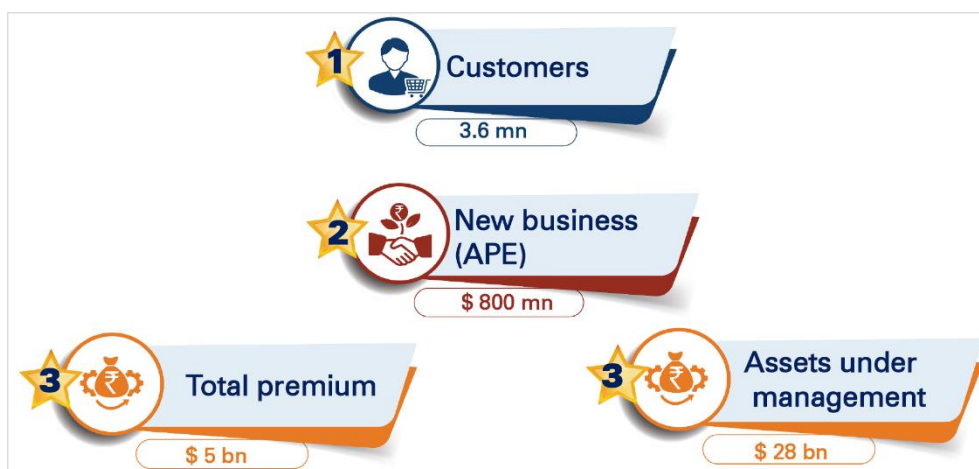 1
Customers
3.6 mn
2
New business
(APE)
₹
$ 800 mn
3
₹
Total premium
$ 5 bn
3
₹
Assets under
management
$ 28 bn